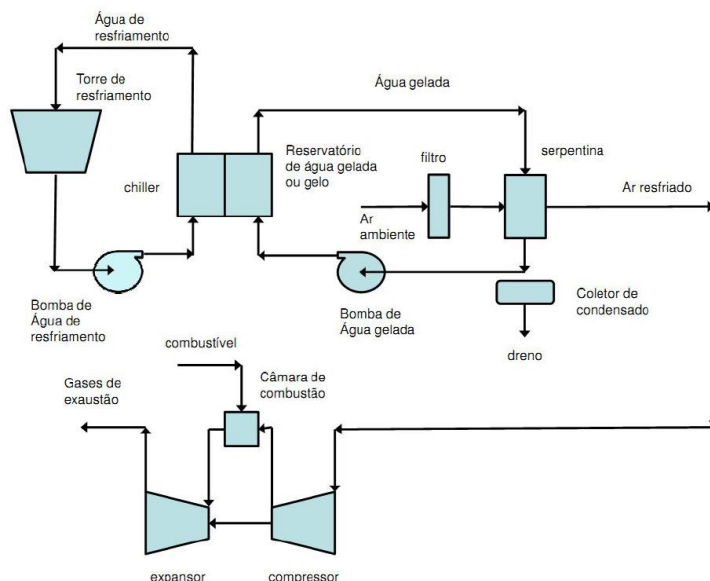 Água de
resfriamento
Torre de
resfriamento
Água gelada
Reservatório
de água gelada
ou gelo
chiller
filtro
serpentina
Ar resfriado
Ar
ambiente
Bomba de
Água de
resfriamento
Bomba de
Água gelada
Coletor de
condensado
dreno
combustível
Câmara de
combustão
Gases de
exaustão
expansor
compressor